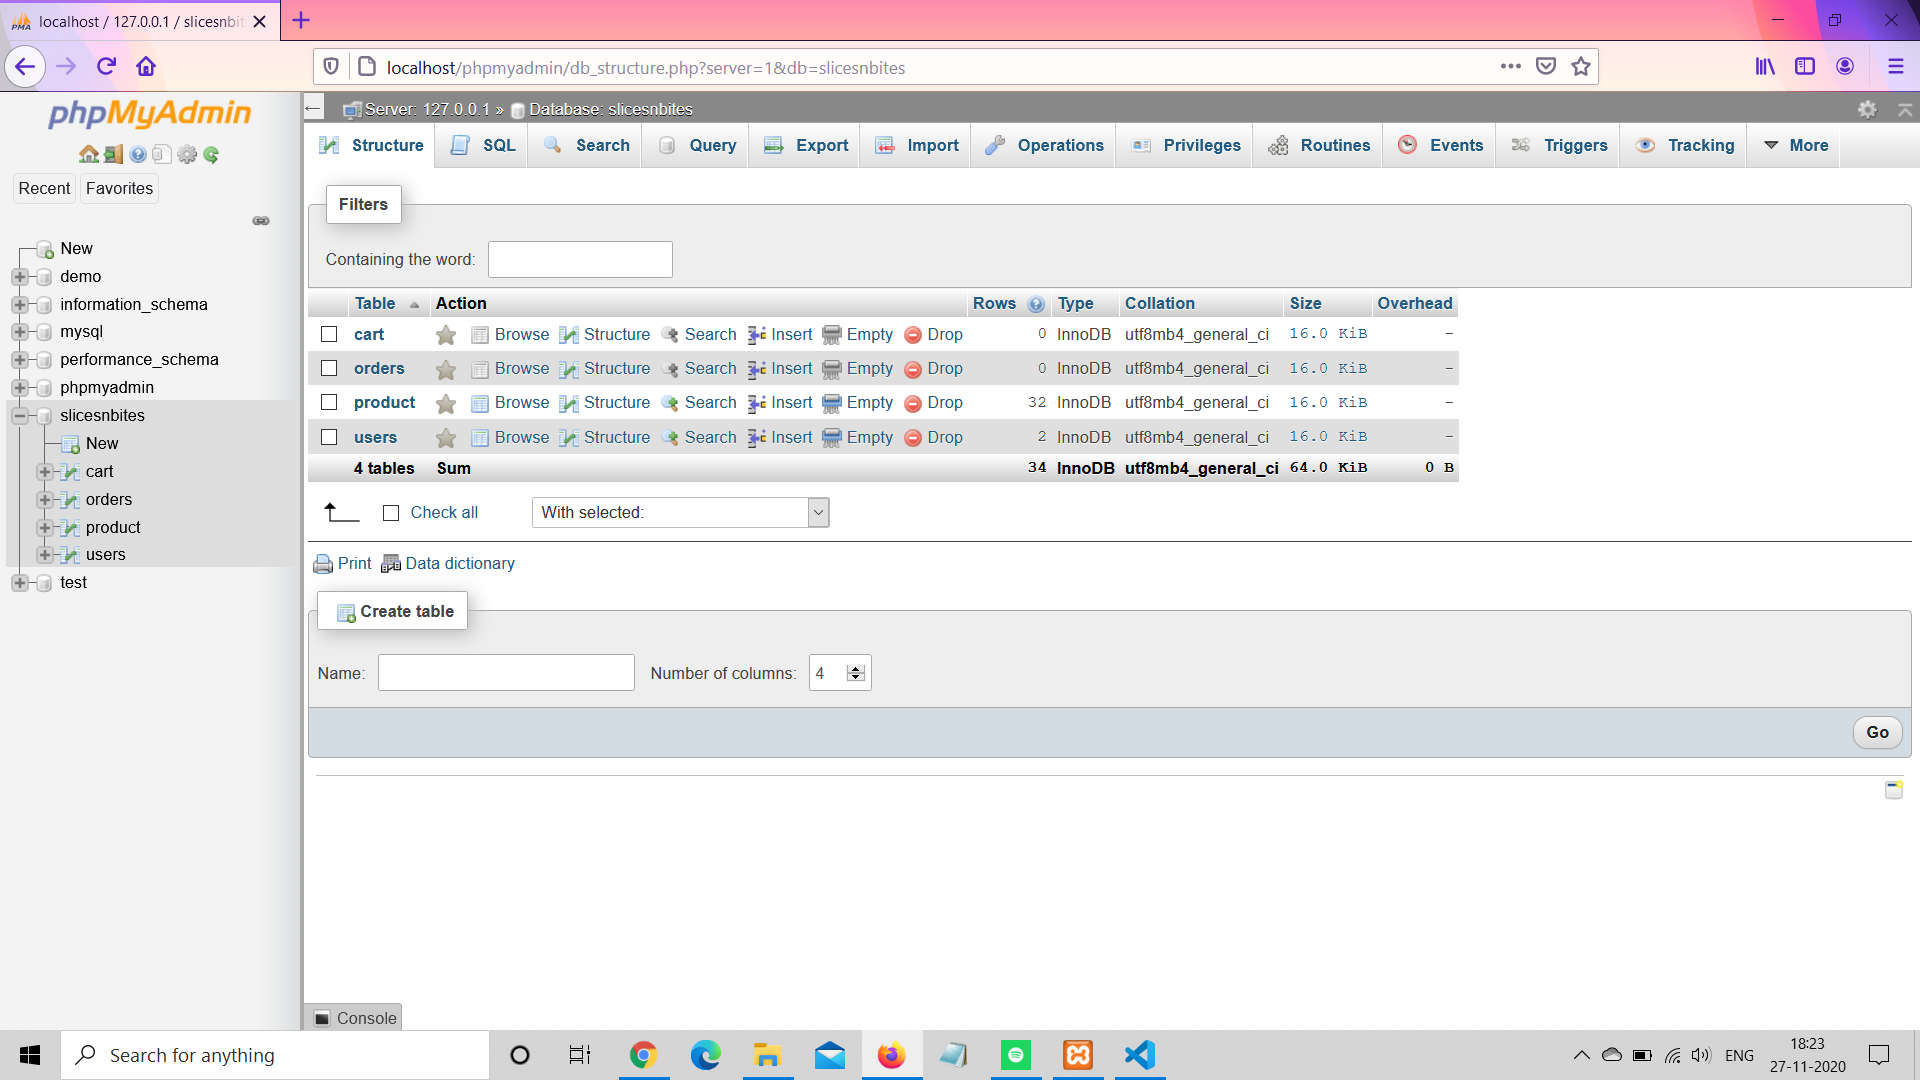 localhost / 127.0.0.1 / slicesnbit
localhost/phpmyadmin/db_structure.php?server=1&db=slicesnbites
phpMyAdmin
Recent Favorites
New
demo
information_schema
mysql
performance_schema
phpmyadmin
slicesnbites
New
cart
orders
product
users
test
Server: 127.0.0.1 » Database: slicesnbites
Structure SQL Search Query Export Import Operations Privileges Routines Events Triggers Tracking More
Filters
Containing the word:
Table Action Rows Type Collation Size Overhead
cart Browse Structure Search Insert Empty Drop 0 InnoDB utf8mb4_general_ci 16.0 KiB -
orders Browse Structure Search Insert Empty Drop 0 InnoDB utf8mb4_general_ci 16.0 KiB -
product Browse Structure Search Insert Empty Drop 32 InnoDB utf8mb4_general_ci 16.0 KiB -
users Browse Structure Search Insert Empty Drop 2 InnoDB utf8mb4_general_ci 16.0 KiB -
4 tables Sum 34 InnoDB utf8mb4_general_ci 64.0 KiB 0 B
Check all With selected:
Print Data dictionary
Create table
Name: Number of columns: 4
Go
Console
Search for anything
ENG
18:23
27-11-2020